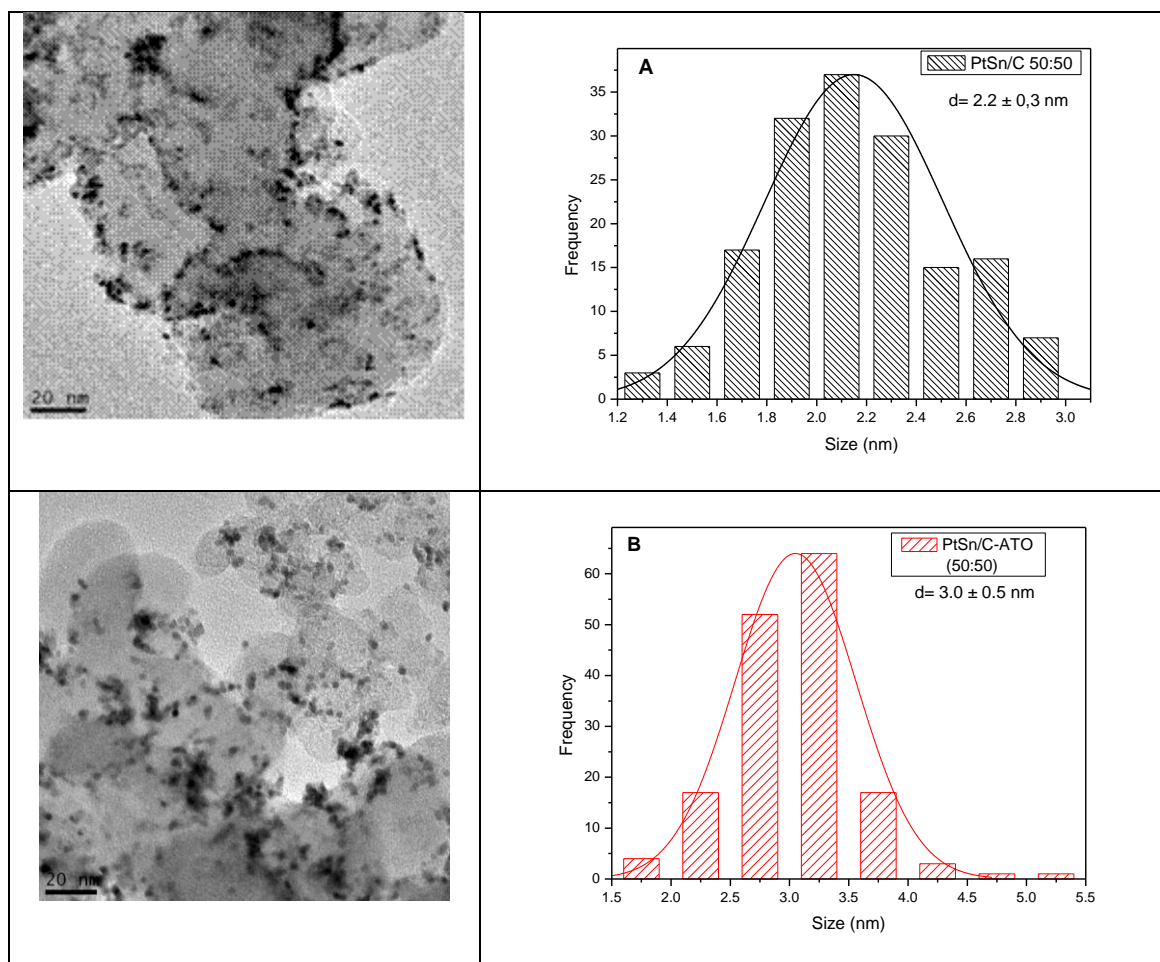 20 nm
A
PtSn/C 50:50
d= 2.2 ± 0,3 nm
35
30
25
20
15
10
5
0
Frequency
1.2 1.4 1.6 1.8 2.0 2.2 2.4 2.6 2.8 3.0
Size (nm)
20 nm
B
PtSn/C-ATO
(50:50)
d= 3.0 ± 0.5 nm
60
50
40
30
20
10
0
Frequency
1.5 2.0 2.5 3.0 3.5 4.0 4.5 5.0 5.5
Size (nm)